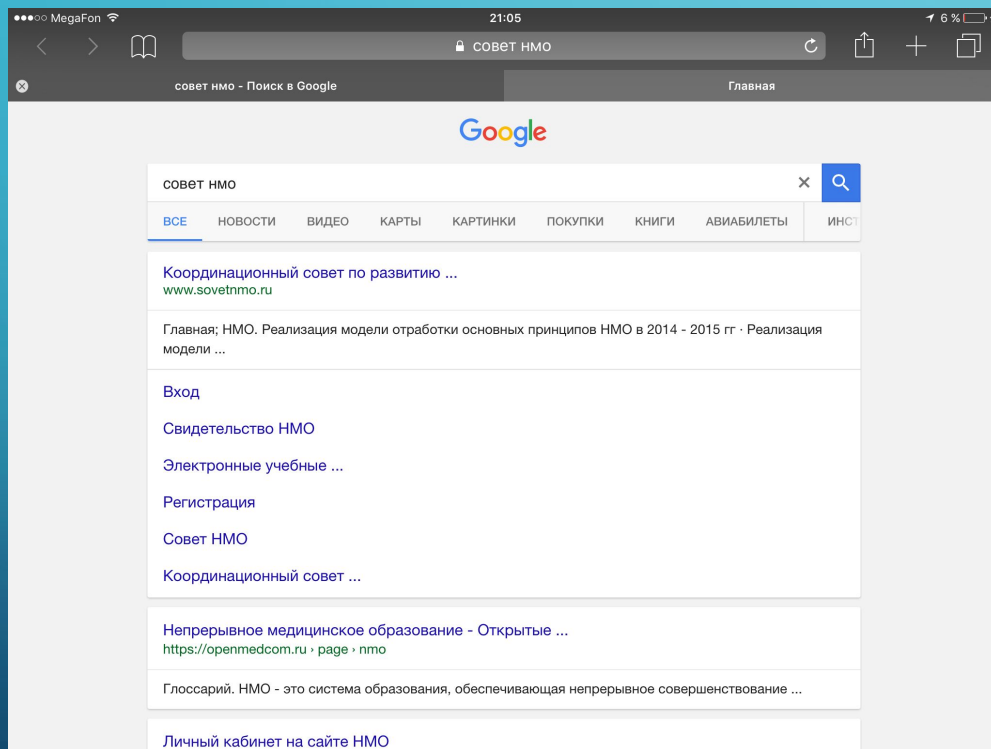 MegaFon 21:05 6 %
совет нмо
совет нмо - Поиск в Google Главная
Google
совет нмо
ВСЕ НОВОСТИ ВИДЕО КАРТЫ КАРТИНКИ ПОКУПКИ КНИГИ АВИАБИЛЕТЫ ИНСТ
Координационный совет по развитию ...
www.sovetnmo.ru
Главная; НМО. Реализация модели отработки основных принципов НМО в 2014 - 2015 гг · Реализация
модели ...
Вход
Свидетельство НМО
Электронные учебные ...
Регистрация
Совет НМО
Координационный совет ...
Непрерывное медицинское образование - Открытые ...
https://openmedcom.ru › page › nmo
Глоссарий. НМО - это система образования, обеспечивающая непрерывное совершенствование ...
Личный кабинет на сайте НМО